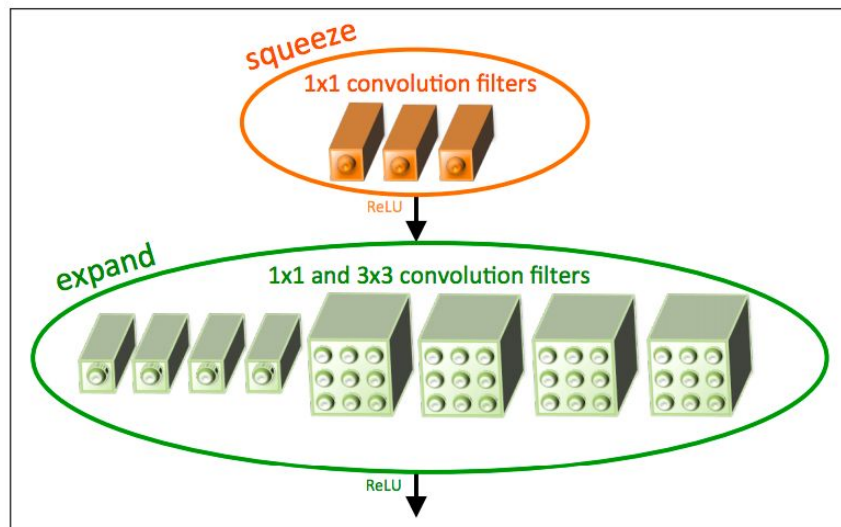 squeeze
1x1 convolution filters
ReLU
expand
1x1 and 3x3 convolution filters
ReLU